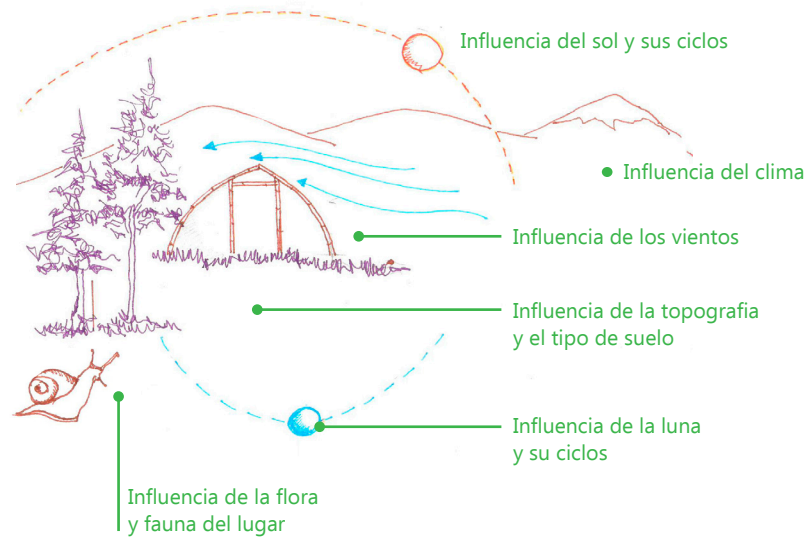 Influencia del sol y sus ciclos
Influencia del clima
Influencia de los vientos
Influencia de la topografia
y el tipo de suelo
Influencia de la luna
y su ciclos
Influencia de la flora
y fauna del lugar